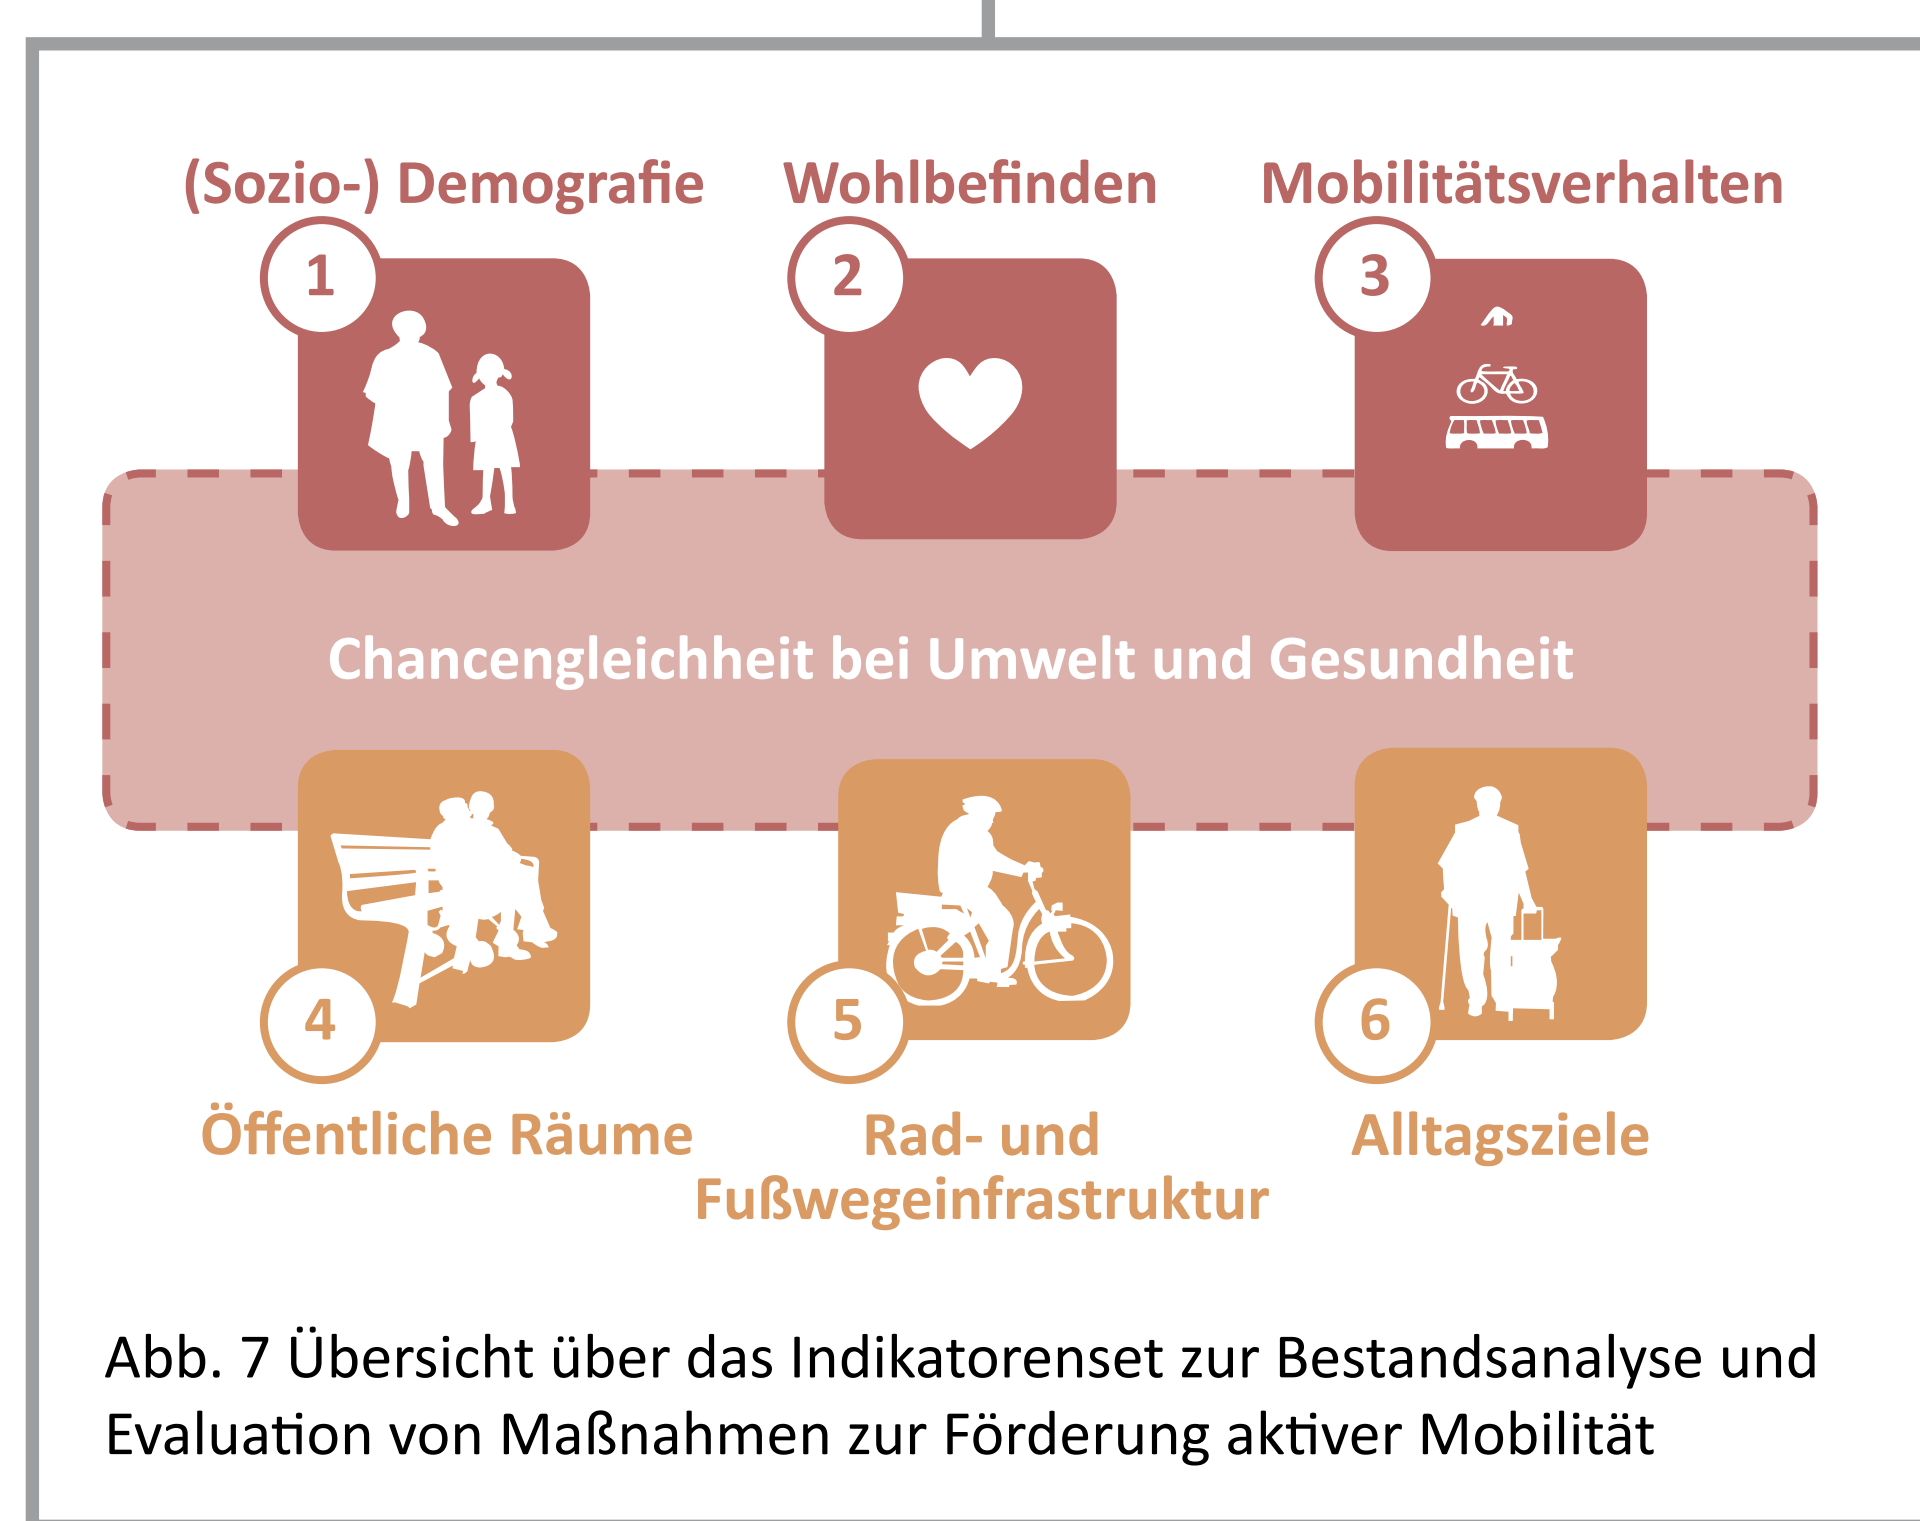 (Sozio-) Demografie
Wohlbefinden
Mobilitätsverhalten
1
2
3
Chancengleichheit bei Umwelt und Gesundheit
4
5
6
Öffentliche Räume
Rad- und
Fußwegeinfrastruktur
Alltagsziele
Abb. 7 Übersicht über das Indikatorenset zur Bestandsanalyse und
Evaluation von Maßnahmen zur Förderung aktiver Mobilität